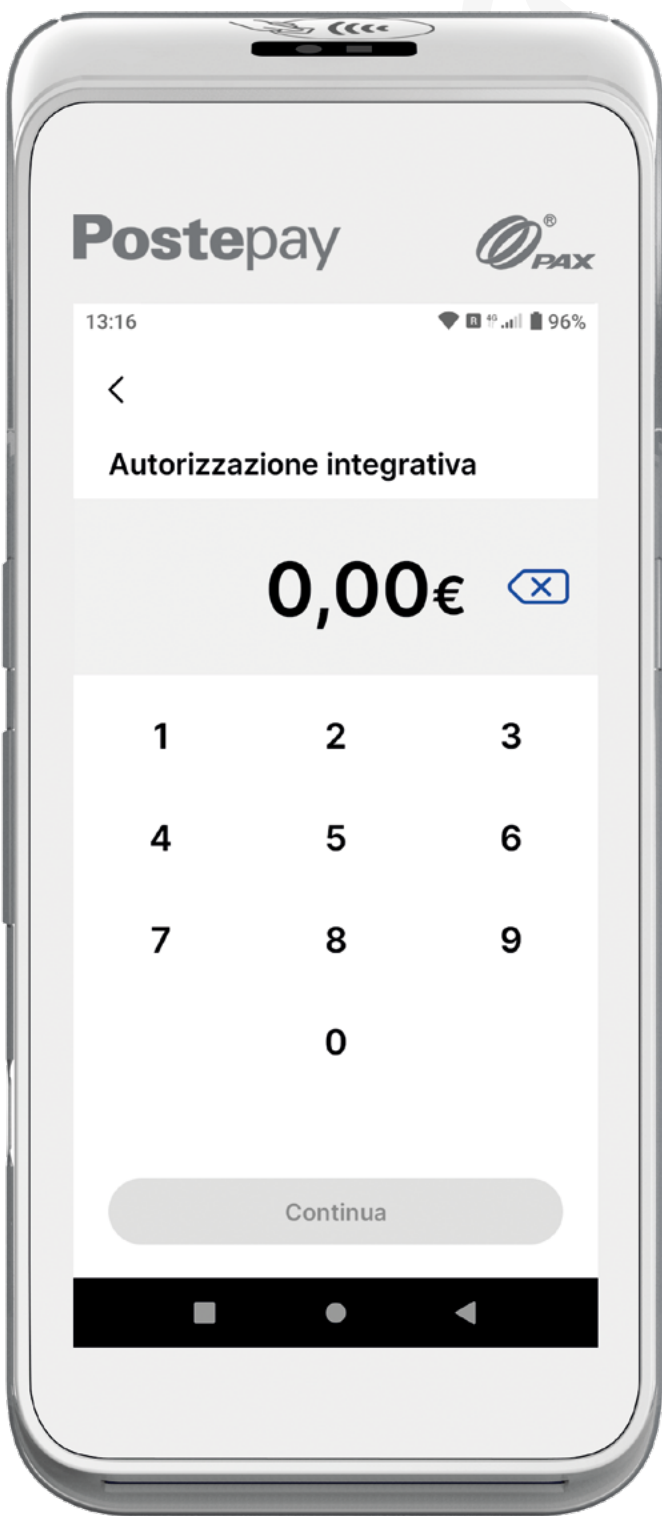 Postepay
PAX®
13:16 R 4G 96%
Autorizzazione integrativa
0,00€
1 2 3
4 5 6
7 8 9
0
Continua